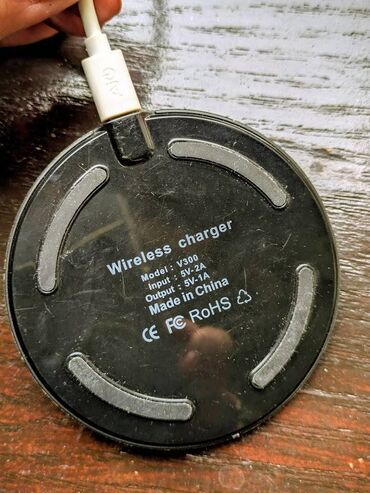 Wireless charger
Model : V300
Input : 5V-2A
Output : 5V-1A
Made in China
CE FC RoHS